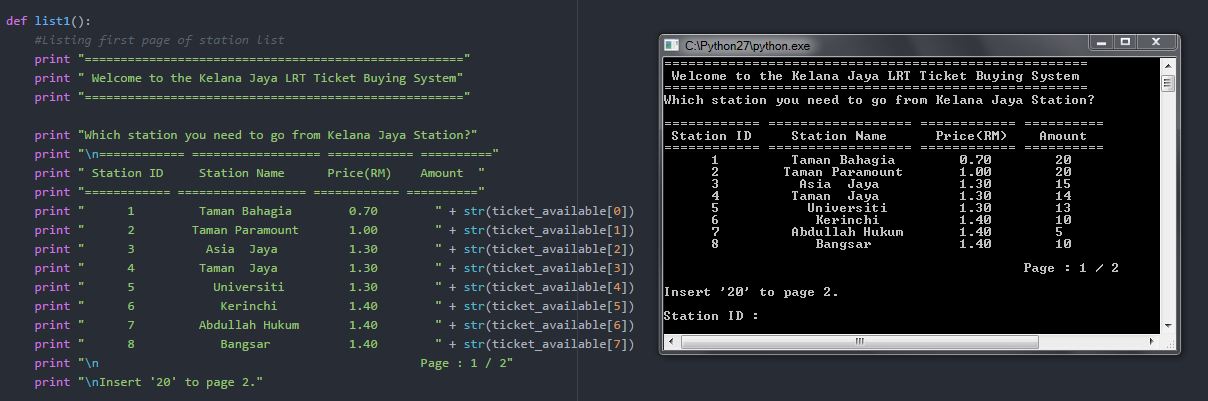 def list1():
    #Listing first page of station list
    print "====================================================="
    print " Welcome to the Kelana Jaya LRT Ticket Buying System"
    print "====================================================="
    print "Which station you need to go from Kelana Jaya Station?"
    print "\n============ ================== ============ =========="
    print " Station ID     Station Name      Price(RM)    Amount  "
    print "============ ================== ============ =========="
    print "      1         Taman Bahagia        0.70        " + str(ticket_available[0])
    print "      2        Taman Paramount       1.00        " + str(ticket_available[1])
    print "      3          Asia  Jaya          1.30        " + str(ticket_available[2])
    print "      4         Taman  Jaya          1.30        " + str(ticket_available[3])
    print "      5           Universiti         1.30        " + str(ticket_available[4])
    print "      6            Kerinchi          1.40        " + str(ticket_available[5])
    print "      7         Abdullah Hukum       1.40        " + str(ticket_available[6])
    print "      8            Bangsar           1.40        " + str(ticket_available[7])
    print "\n                                             Page : 1 / 2"
    print "\nInsert '20' to page 2."
C:\Python27\python.exe
=====================================================
 Welcome to the Kelana Jaya LRT Ticket Buying System
=====================================================
Which station you need to go from Kelana Jaya Station?
============ ================== ============ ==========
 Station ID     Station Name      Price(RM)    Amount
============ ================== ============ ==========
      1         Taman Bahagia        0.70        20
      2        Taman Paramount       1.00        20
      3          Asia  Jaya          1.30        15
      4         Taman  Jaya          1.30        14
      5           Universiti         1.30        13
      6            Kerinchi          1.40        10
      7         Abdullah Hukum       1.40        5
      8            Bangsar           1.40        10
                                             Page : 1 / 2
Insert '20' to page 2.
Station ID :